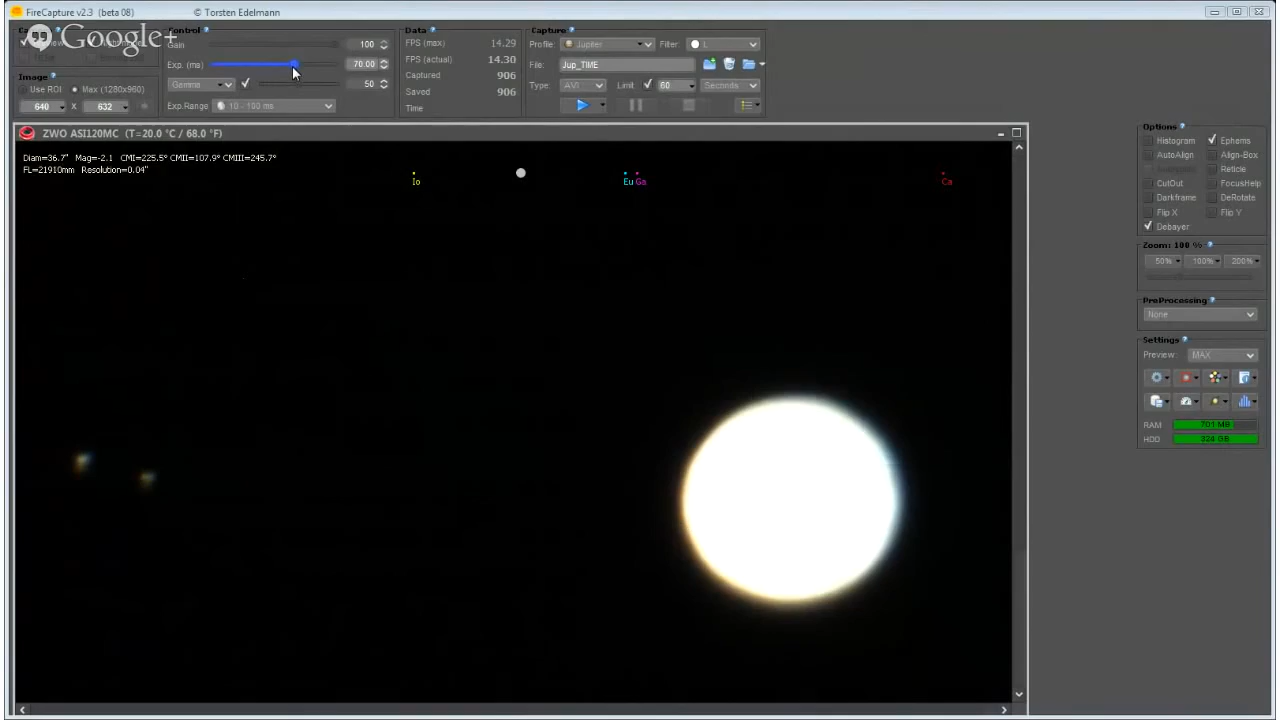 FireCapture v2.3 (beta 08) © Torsten Edelmann
Google+
Control
Gain 100
Exp. (ms) 70.00
Gamma 50
Exp.Range 10 - 100 ms
Image
Use ROI Max (1280x960)
640 X 632
Data
FPS (max) 14.29
FPS (actual) 14.30
Captured 906
Saved 906
Time
Capture
Profile: Jupiter Filter: L
File: Jup_TIME
Type: AVI Limit 60 Seconds
ZWO ASI120MC (T=20.0 °C / 68.0 °F)
Diam=36.7" Mag=-2.1 CMI=225.5° CMII=107.9° CMIII=245.7°
FL=21910mm Resolution=0.04"
Io Eu Ga Ca
Options
Histogram Ephems
AutoAlign Align-Box
Reticle
CutOut FocusHelp
Darkframe DeRotate
Flip X Flip Y
Debayer
Zoom: 100 %
50% 100% 200%
PreProcessing
None
Settings
Preview: MAX
RAM 701 MB
HDD 324 GB